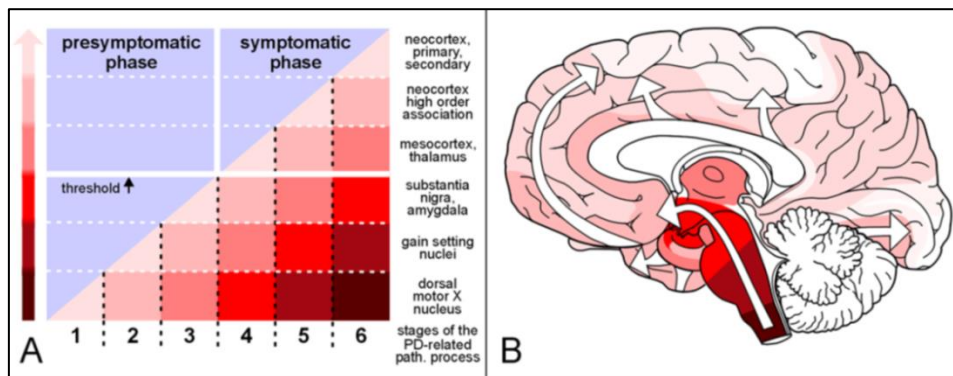 presymptomatic
phase
symptomatic
phase
neocortex,
primary,
secondary
neocortex
high order
association
mesocortex,
thalamus
threshold
substantia
nigra,
amygdala
gain setting
nuclei
dorsal
motor X
nucleus
1 2 3 4 5 6
stages of the
PD-related
path. process
A
B